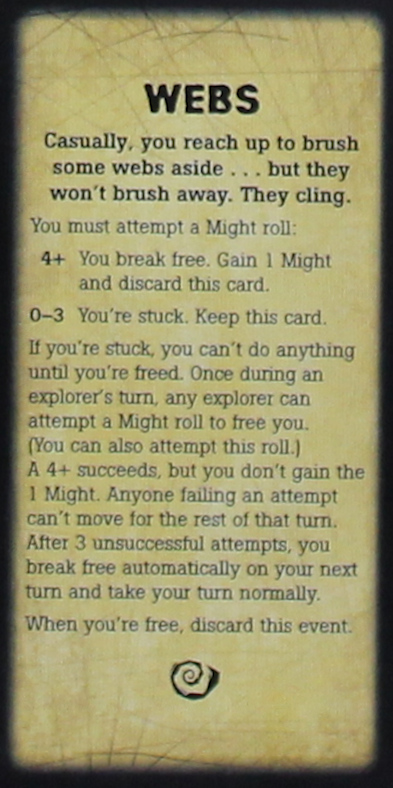 WEBS
Casually, you reach up to brush
some webs aside . . . but they
won't brush away. They cling.
You must attempt a Might roll:
4+ You break free. Gain 1 Might
and discard this card.
0–3 You're stuck. Keep this card.
If you're stuck, you can't do anything
until you're freed. Once during an
explorer's turn, any explorer can
attempt a Might roll to free you.
(You can also attempt this roll.)
A 4+ succeeds, but you don't gain the
1 Might. Anyone failing an attempt
can't move for the rest of that turn.
After 3 unsuccessful attempts, you
break free automatically on your next
turn and take your turn normally.
When you're free, discard this event.